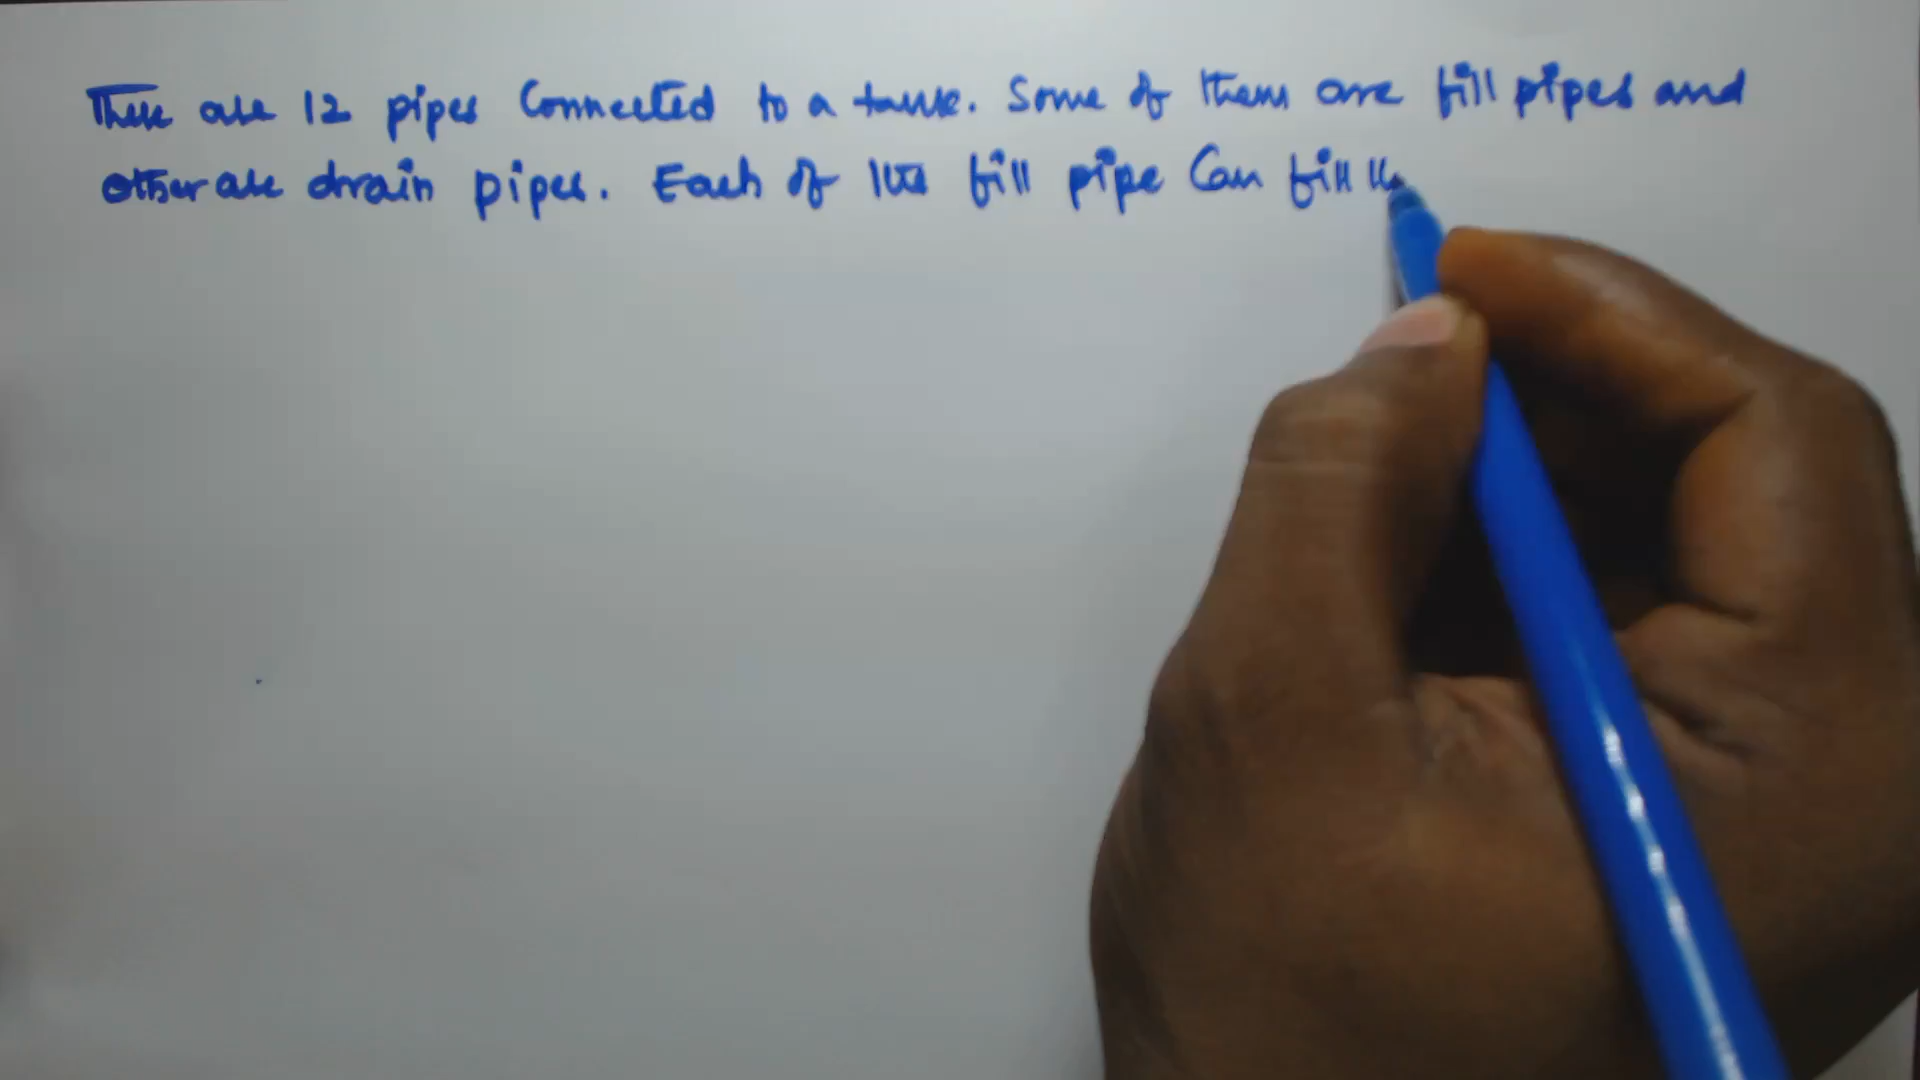 There are 12 pipes Connected to a tank. Some of them are fill pipes and
other are drain pipes. Each of the fill pipe Can fill